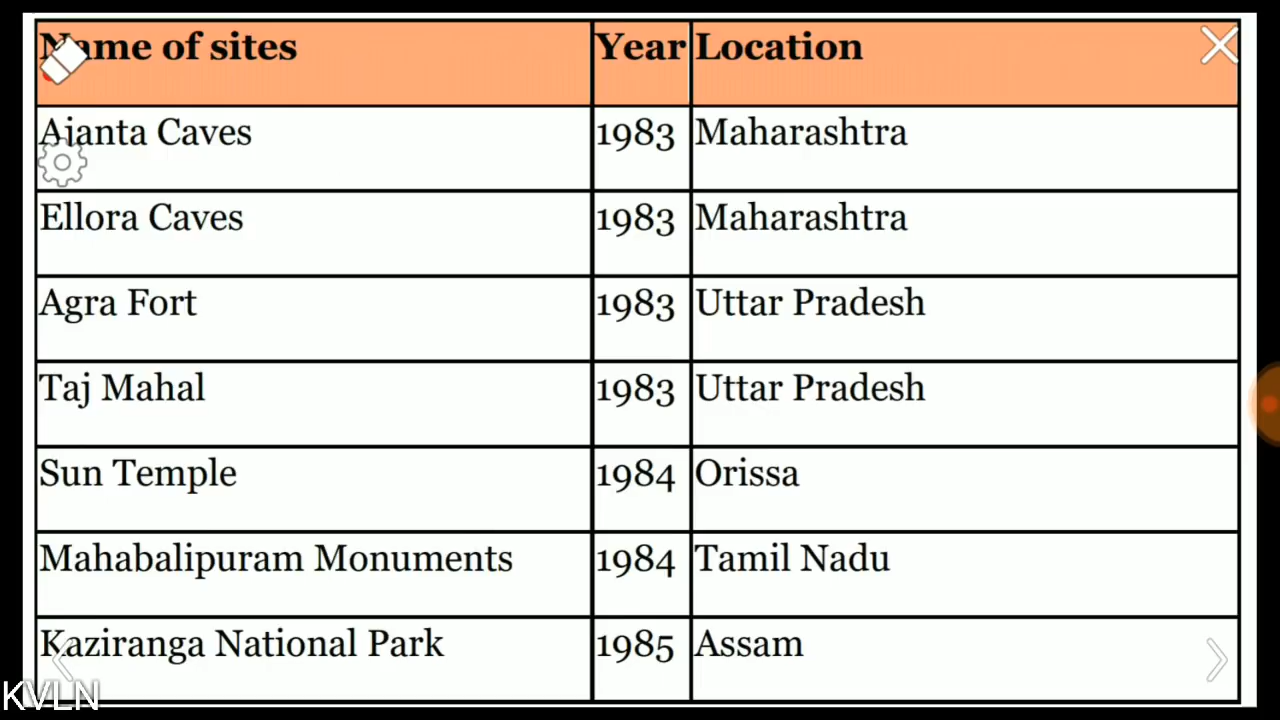 Name of sites Year Location
Ajanta Caves 1983 Maharashtra
Ellora Caves 1983 Maharashtra
Agra Fort 1983 Uttar Pradesh
Taj Mahal 1983 Uttar Pradesh
Sun Temple 1984 Orissa
Mahabalipuram Monuments 1984 Tamil Nadu
Kaziranga National Park 1985 Assam
KVLN